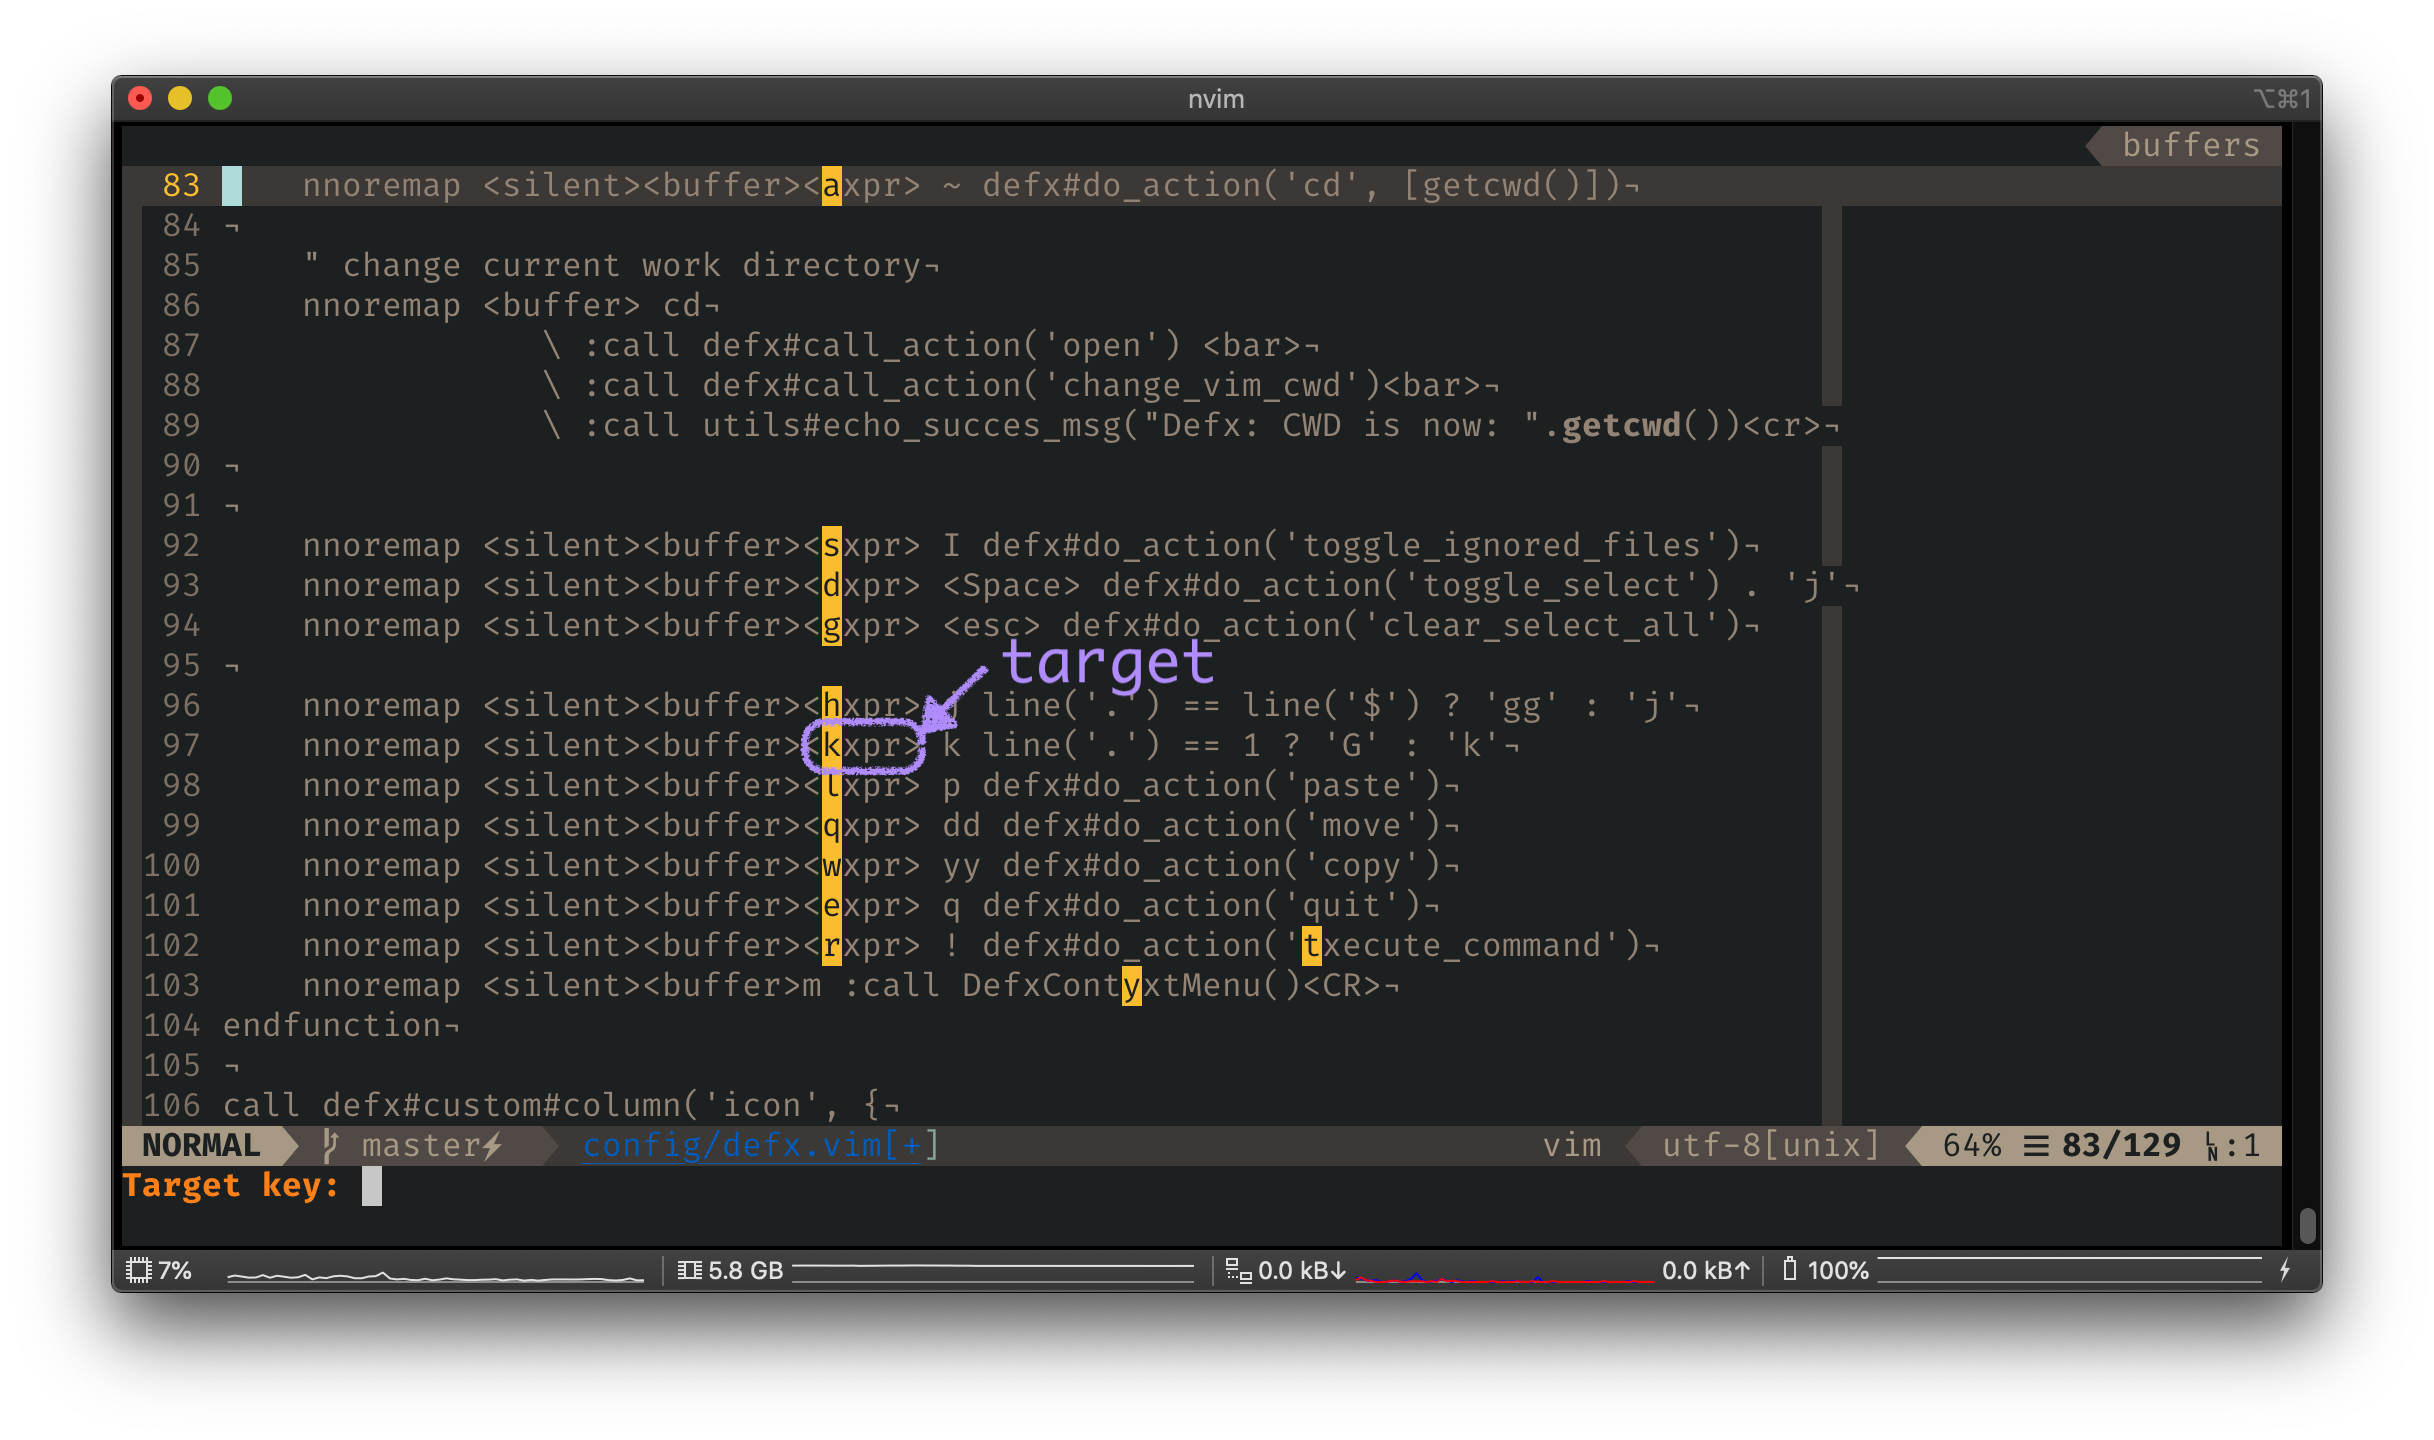 nvim ⌥⌘1
buffers
83     nnoremap <silent><buffer><axpr> ~ defx#do_action('cd', [getcwd()])¬
84 ¬
85     " change current work directory¬
86     nnoremap <buffer> cd¬
87                 \ :call defx#call_action('open') <bar>¬
88                 \ :call defx#call_action('change_vim_cwd')<bar>¬
89                 \ :call utils#echo_succes_msg("Defx: CWD is now: ".getcwd())<cr>¬
90 ¬
91 ¬
92     nnoremap <silent><buffer><sxpr> I defx#do_action('toggle_ignored_files')¬
93     nnoremap <silent><buffer><dxpr> <Space> defx#do_action('toggle_select') . 'j'¬
94     nnoremap <silent><buffer><gxpr> <esc> defx#do_action('clear_select_all')¬
95 ¬
target
96     nnoremap <silent><buffer><hxpr> j line('.') == line('$') ? 'gg' : 'j'¬
97     nnoremap <silent><buffer><kxpr> k line('.') == 1 ? 'G' : 'k'¬
98     nnoremap <silent><buffer><lxpr> p defx#do_action('paste')¬
99     nnoremap <silent><buffer><qxpr> dd defx#do_action('move')¬
100     nnoremap <silent><buffer><wxpr> yy defx#do_action('copy')¬
101     nnoremap <silent><buffer><expr> q defx#do_action('quit')¬
102     nnoremap <silent><buffer><rxpr> ! defx#do_action('txecute_command')¬
103     nnoremap <silent><buffer>m :call DefxContyxtMenu()<CR>¬
104 endfunction¬
105 ¬
106 call defx#custom#column('icon', {¬
NORMAL master⚡ config/defx.vim[+] vim utf-8[unix] 64% ☰ 83/129 LN:1
Target key:
7% 5.8 GB 0.0 kB↓ 0.0 kB↑ 100%